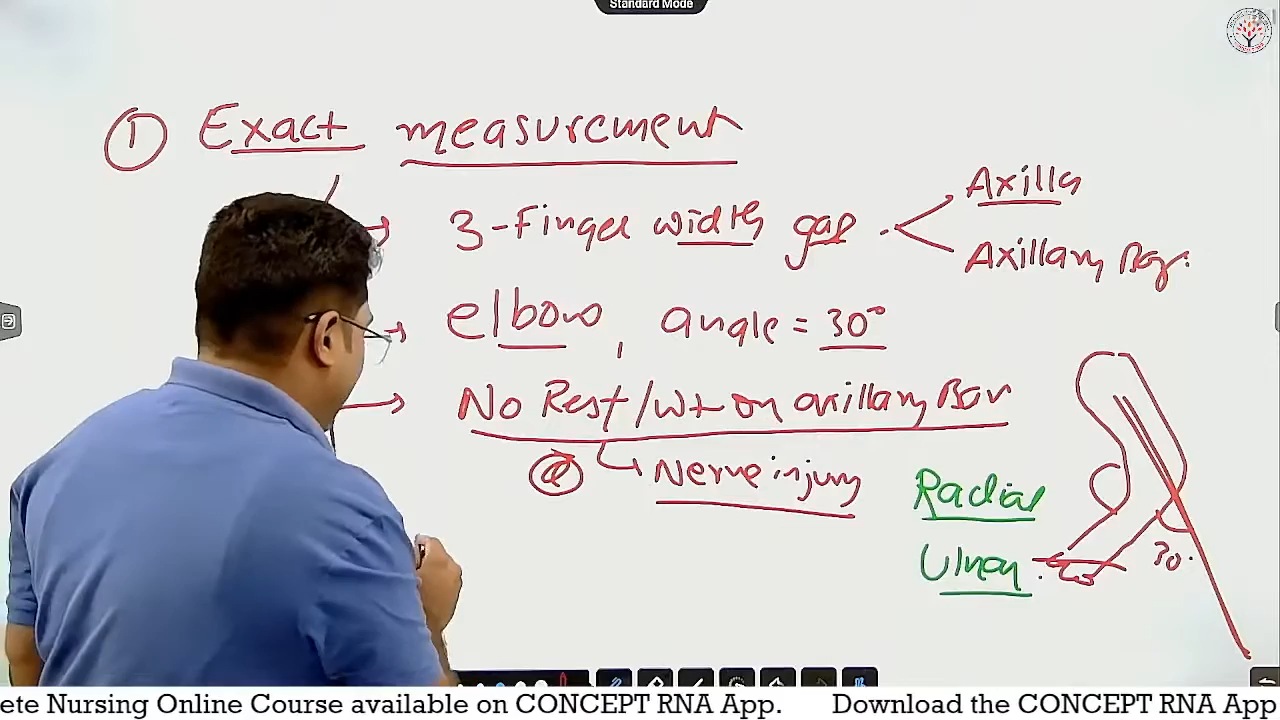 Standard Mode
① Exact measurement
3-Finger width gap
Axilla
Axillary Bar.
elbow, angle = 30°
No Rest/wt on axillary Bar
Nerve injury
Radial
Ulnar
30°
ete Nursing Online Course available on CONCEPT RNA App. Download the CONCEPT RNA App